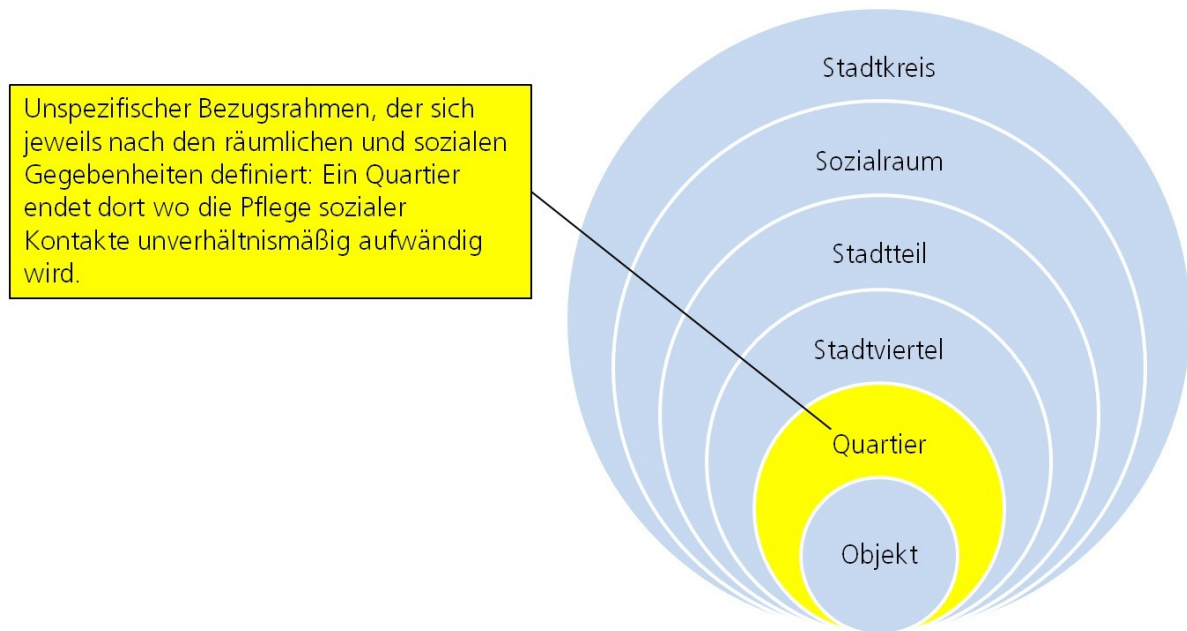 Unspezifischer Bezugsrahmen, der sich
jeweils nach den räumlichen und sozialen
Gegebenheiten definiert: Ein Quartier
endet dort wo die Pflege sozialer
Kontakte unverhältnismäßig aufwändig
wird.
Stadtkreis
Sozialraum
Stadtteil
Stadtviertel
Quartier
Objekt